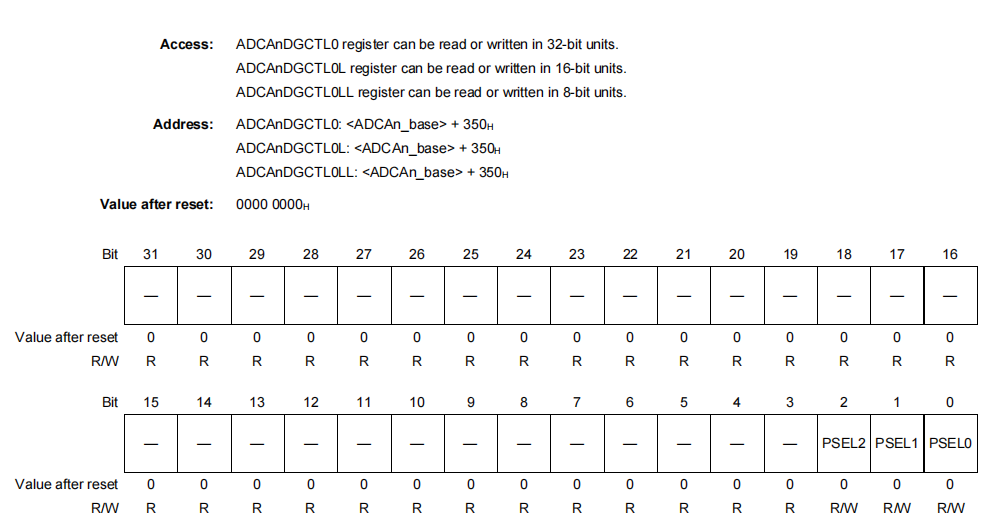 Access: ADCAnDGCTL0 register can be read or written in 32-bit units.
ADCAnDGCTL0L register can be read or written in 16-bit units.
ADCAnDGCTL0LL register can be read or written in 8-bit units.
Address: ADCAnDGCTL0: <ADCAn_base> + 350H
ADCAnDGCTL0L: <ADCAn_base> + 350H
ADCAnDGCTL0LL: <ADCAn_base> + 350H
Value after reset: 0000 0000H
Bit 31 30 29 28 27 26 25 24 23 22 21 20 19 18 17 16
— — — — — — — — — — — — — — — —
Value after reset 0 0 0 0 0 0 0 0 0 0 0 0 0 0 0 0
R/W R R R R R R R R R R R R R R R R
Bit 15 14 13 12 11 10 9 8 7 6 5 4 3 2 1 0
— — — — — — — — — — — — — PSEL2 PSEL1 PSEL0
Value after reset 0 0 0 0 0 0 0 0 0 0 0 0 0 0 0 0
R/W R R R R R R R R R R R R R R/W R/W R/W